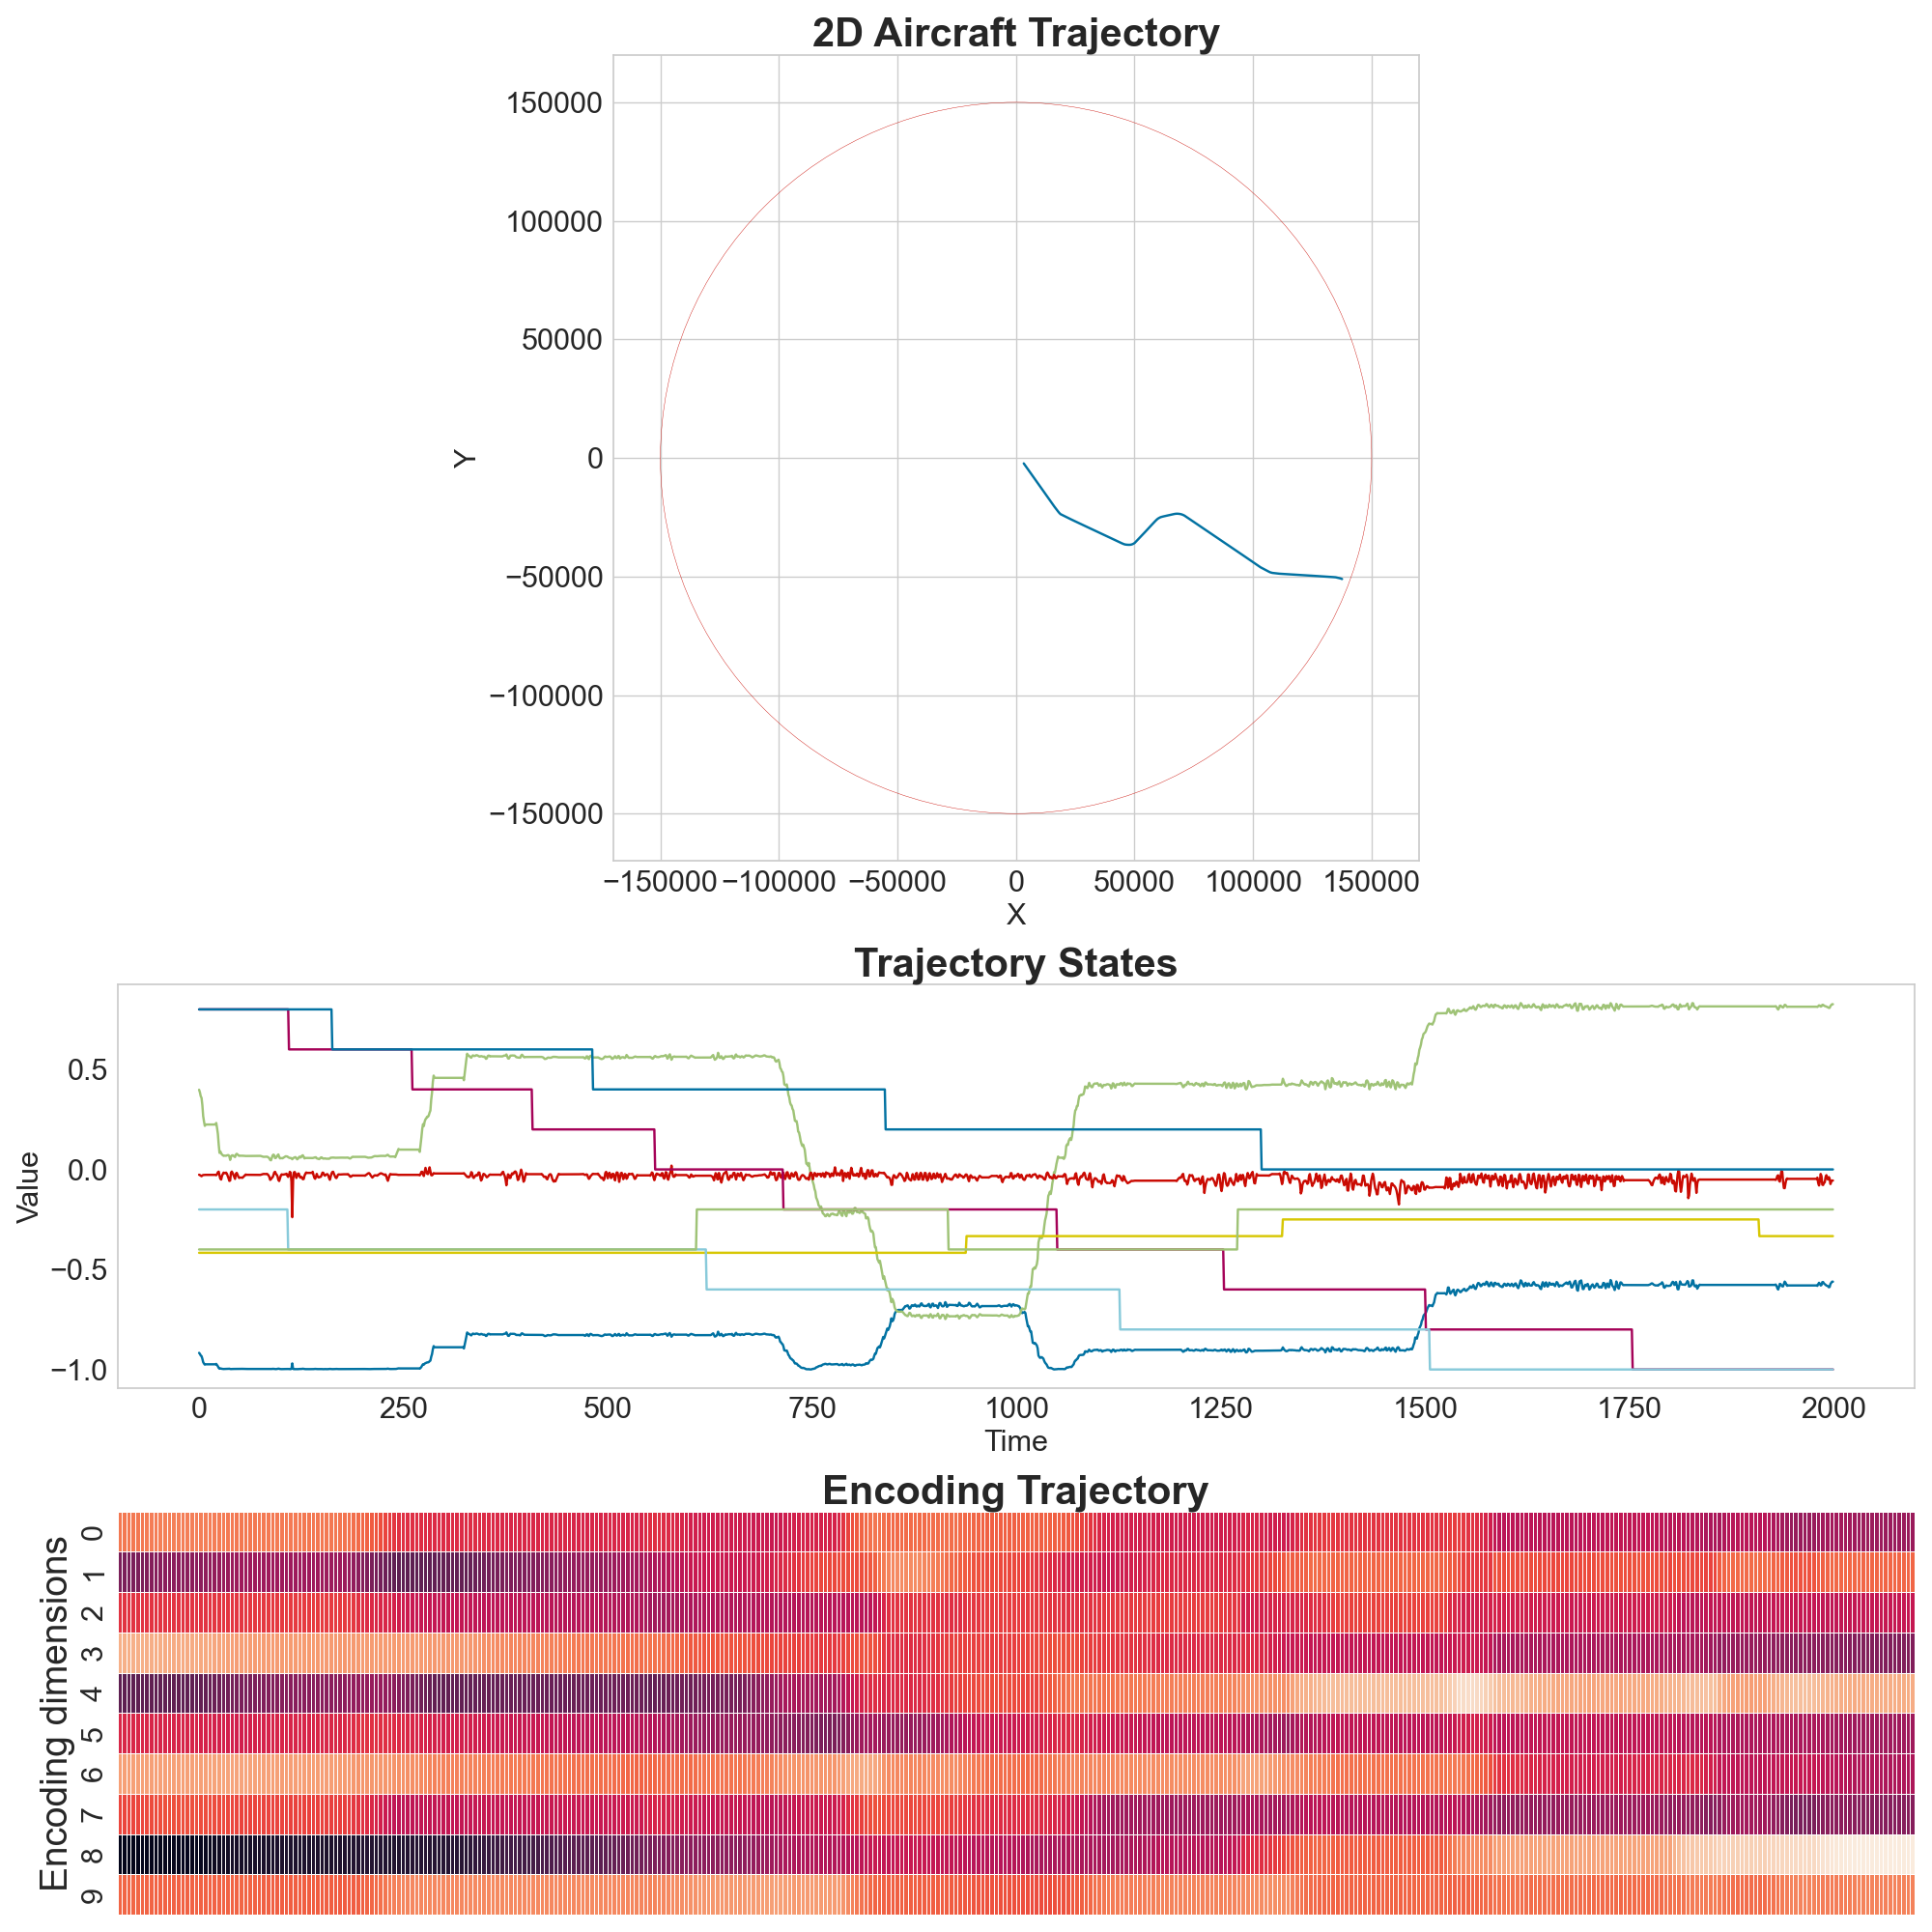 2D Aircraft Trajectory
150000
100000
50000
0
−50000
−100000
−150000
Y
−150000 −100000 −50000 0 50000 100000 150000
X
Trajectory States
0.5
0.0
−0.5
−1.0
Value
0 250 500 750 1000 1250 1500 1750 2000
Time
Encoding Trajectory
Encoding dimensions
0
1
2
3
4
5
6
7
8
9